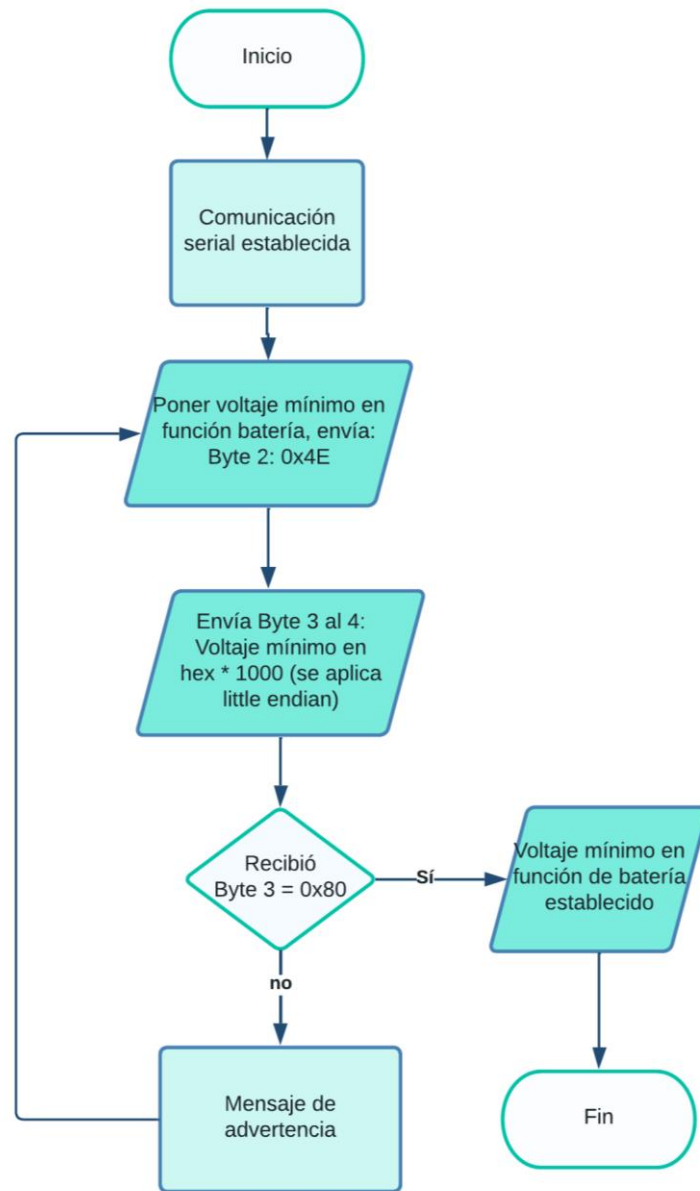 Inicio
Comunicación
serial establecida
Poner voltaje mínimo en
función batería, envía:
Byte 2: 0x4E
Envía Byte 3 al 4:
Voltaje mínimo en
hex * 1000 (se aplica
little endian)
Recibió
Byte 3 = 0x80
Sí
Voltaje mínimo en
función de batería
establecido
no
Mensaje de
advertencia
Fin